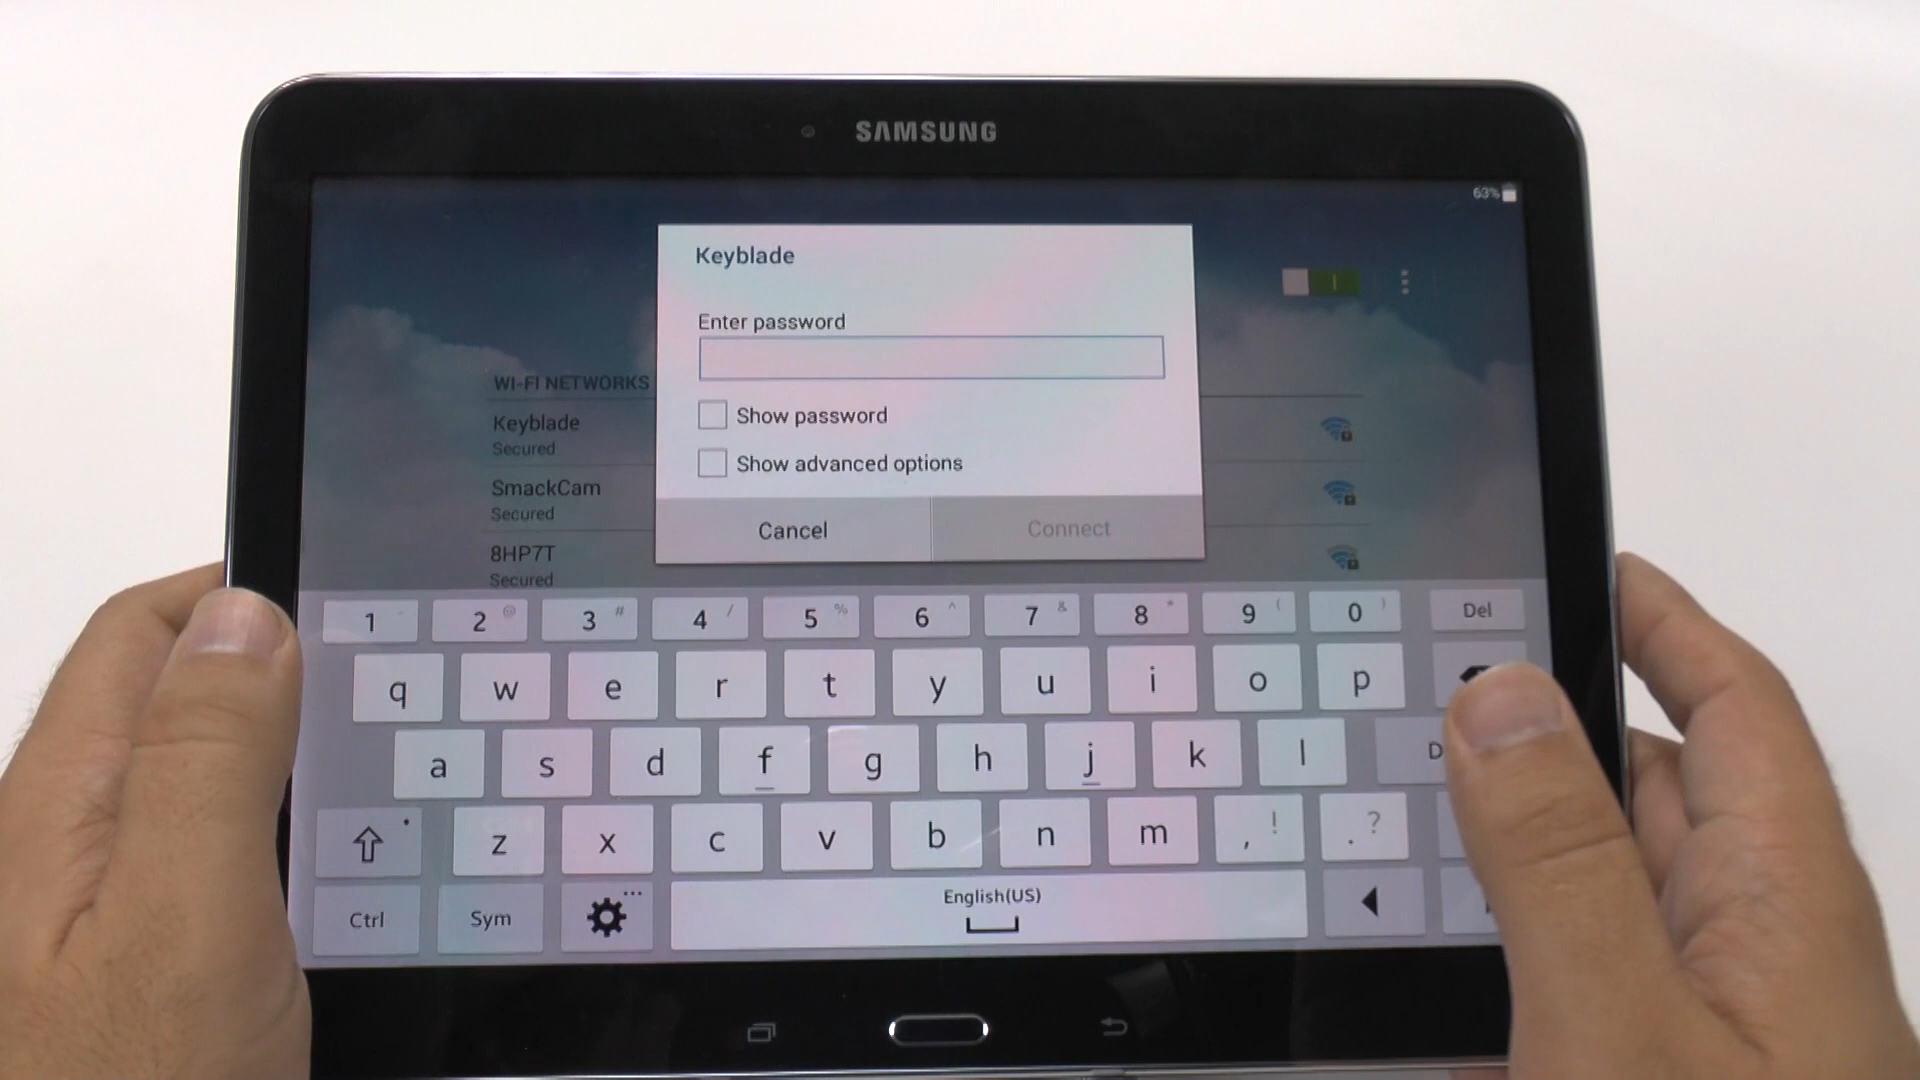 SAMSUNG
63%
Keyblade
Enter password
WI-FI NETWORKS
Keyblade
Secured
Show password
Show advanced options
SmackCam
Secured
Cancel
Connect
8HP7T
Secured
1 2 @ 3 # 4 / 5 % 6 ^ 7 & 8 * 9 ( 0 ) Del
q w e r t y u i o p
a s d f g h j k l
z x c v b n m , ! . ?
Ctrl Sym English(US)